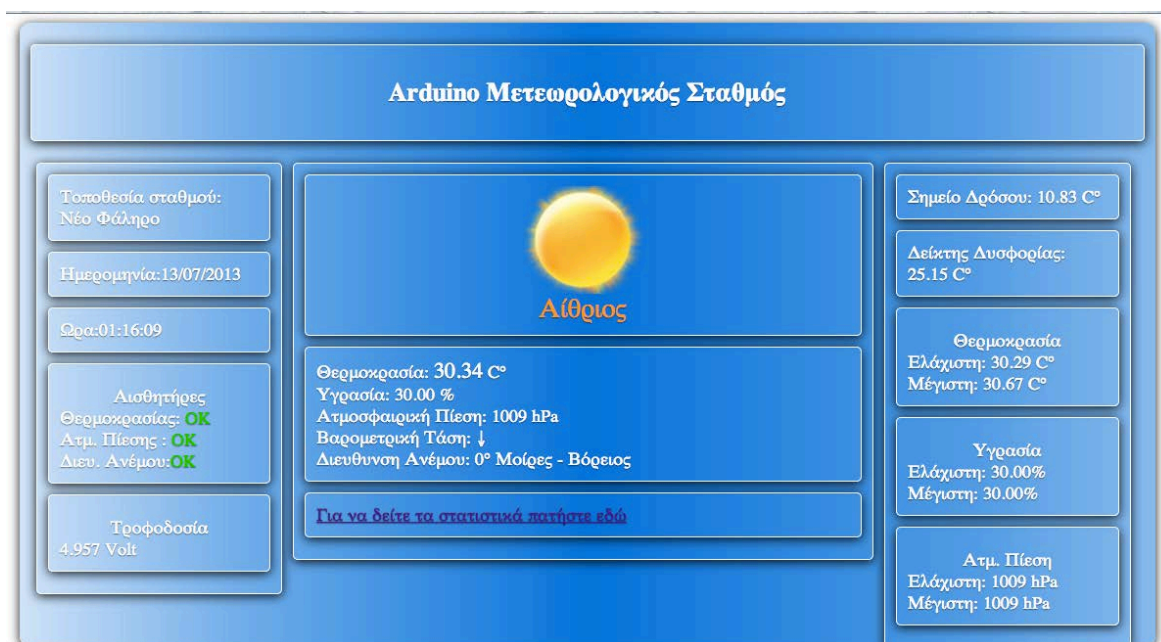 Arduino Μετεωρολογικός Σταθμός
Τοποθεσία σταθμού:
Νέο Φάληρο
Ημερομηνία:13/07/2013
Ωρα:01:16:09
Αισθητήρες
Θερμοκρασίας: OK
Ατμ. Πίεσης : OK
Διευ. Ανέμου:OK
Τροφοδοσία
4.957 Volt
Αίθριος
Θερμοκρασία: 30.34 C°
Υγρασία: 30.00 %
Ατμοσφαιρική Πίεση: 1009 hPa
Βαρομετρική Τάση: ↓
Διευθυνση Ανέμου: 0° Μοίρες - Βόρειος
Για να δείτε τα στατιστικά πατήστε εδώ
Σημείο Δρόσου: 10.83 C°
Δείκτης Δυσφορίας:
25.15 C°
Θερμοκρασία
Ελάχιστη: 30.29 C°
Μέγιστη: 30.67 C°
Υγρασία
Ελάχιστη: 30.00%
Μέγιστη: 30.00%
Ατμ. Πίεση
Ελάχιστη: 1009 hPa
Μέγιστη: 1009 hPa